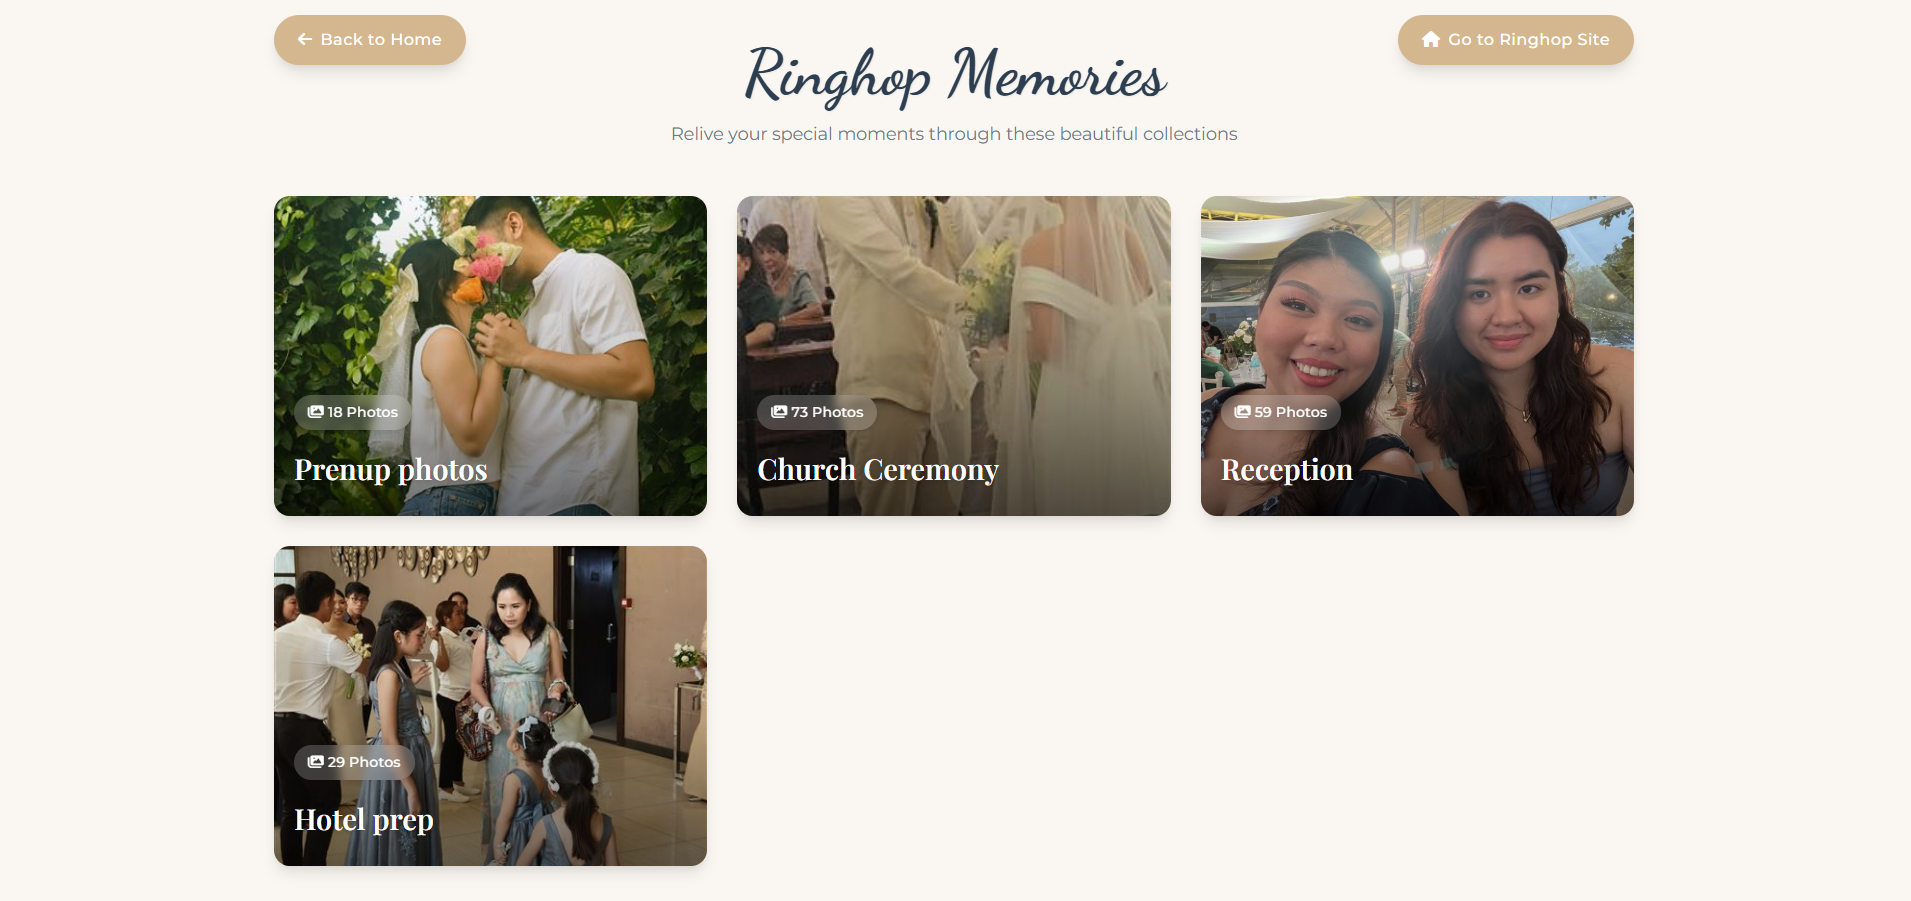 Back to Home
Go to Ringhop Site
Ringhop Memories
Relive your special moments through these beautiful collections
18 Photos
Prenup photos
73 Photos
Church Ceremony
59 Photos
Reception
29 Photos
Hotel prep